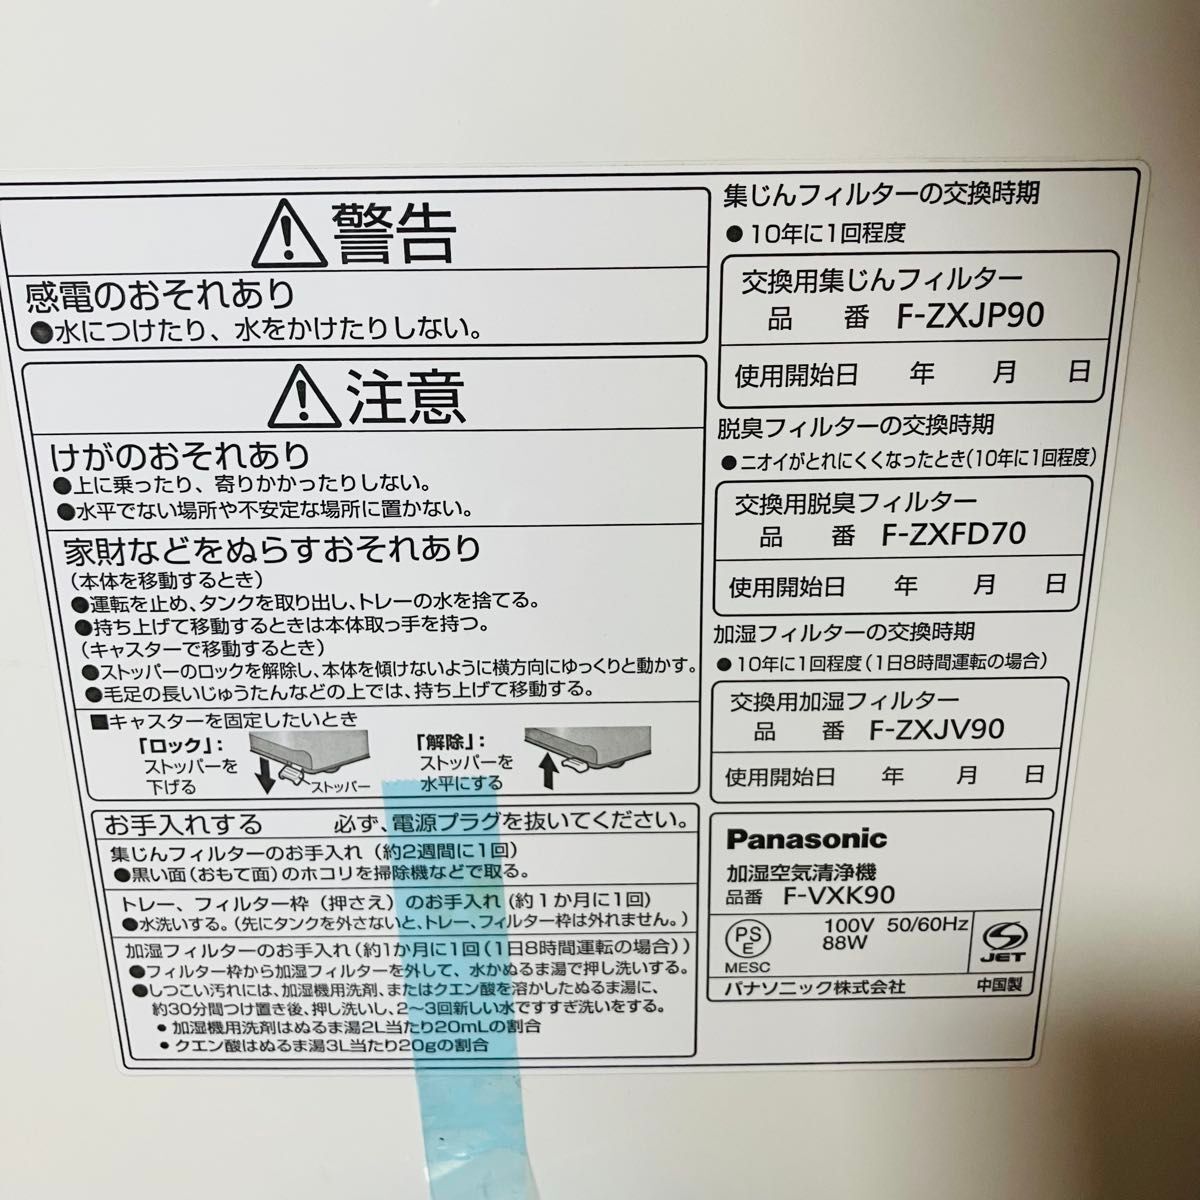 警告
感電のおそれあり
●水につけたり、水をかけたりしない。
注意
けがのおそれあり
●上に乗ったり、寄りかかったりしない。
●水平でない場所や不安定な場所に置かない。
家財などをぬらすおそれあり
(本体を移動するとき)
●運転を止め、タンクを取り出し、トレーの水を捨てる。
●持ち上げて移動するときは本体取っ手を持つ。
(キャスターで移動するとき)
●ストッパーのロックを解除し、本体を傾けないように横方向にゆっくりと動かす。
●毛足の長いじゅうたんなどの上では、持ち上げて移動する。
■キャスターを固定したいとき
「ロック」:
ストッパーを
下げる
ストッパー
「解除」:
ストッパーを
水平にする
お手入れする 必ず、電源プラグを抜いてください。
集じんフィルターのお手入れ (約2週間に1回)
●黒い面(おもて面)のホコリを掃除機などで取る。
トレー、フィルター枠(押さえ)のお手入れ(約1か月に1回)
●水洗いする。(先にタンクを外さないと、トレー、フィルター枠は外れません。)
加湿フィルターのお手入れ(約1か月に1回(1日8時間運転の場合))
●フィルター枠から加湿フィルターを外して、水かぬるま湯で押し洗いする。
●しつこい汚れには、加湿機用洗剤、またはクエン酸を溶かしたぬるま湯に、
約30分間つけ置き後、押し洗いし、2~3回新しい水ですすぎ洗いをする。
• 加湿機用洗剤はぬるま湯2L当たり20mLの割合
• クエン酸はぬるま湯3L当たり20gの割合
集じんフィルターの交換時期
●10年に1回程度
交換用集じんフィルター
品 番 F-ZXJP90
使用開始日 年 月 日
脱臭フィルターの交換時期
●ニオイがとれにくくなったとき(10年に1回程度)
交換用脱臭フィルター
品 番 F-ZXFD70
使用開始日 年 月 日
加湿フィルターの交換時期
●10年に1回程度(1日8時間運転の場合)
交換用加湿フィルター
品 番 F-ZXJV90
使用開始日 年 月 日
Panasonic
加湿空気清浄機
品番 F-VXK90
PS
E
MESC
100V 50/60Hz
88W
JET
パナソニック株式会社 中国製